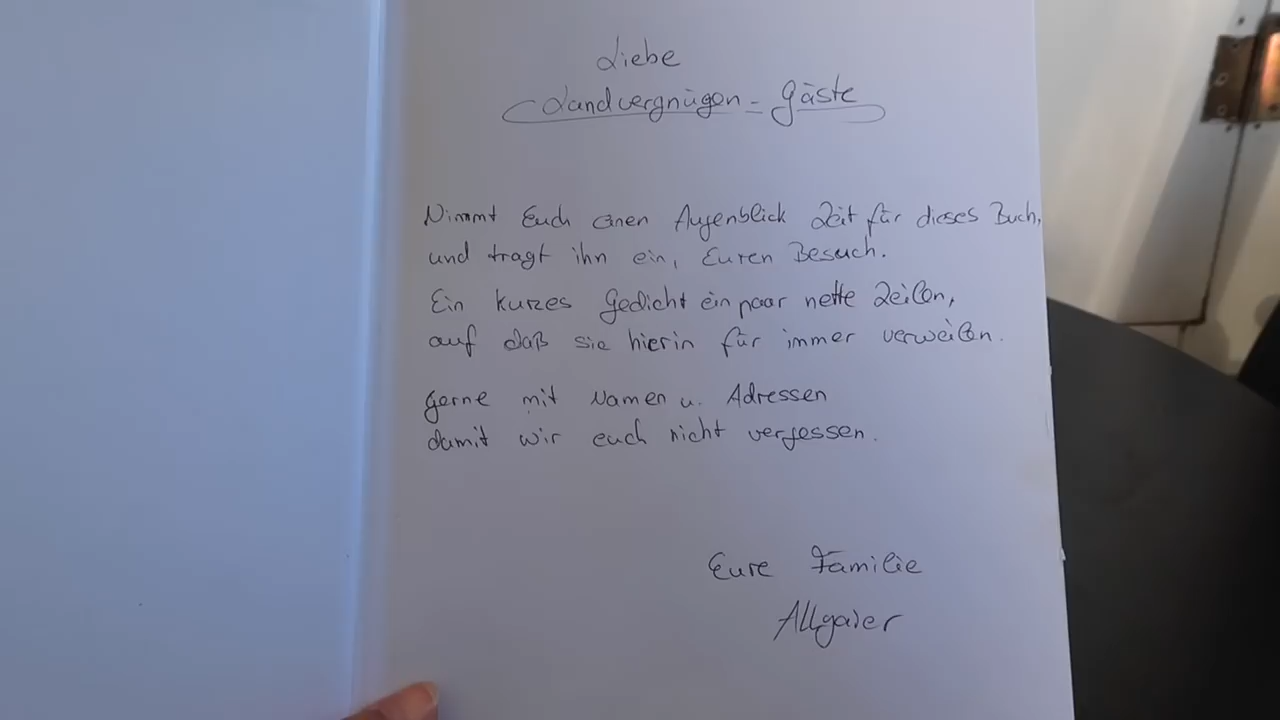 Liebe
Landvergnügen = Gäste
Nimmt Euch einen Augenblick Zeit für dieses Buch,
und tragt ihn ein, Euren Besuch.
Ein kurzes Gedicht ein paar nette Zeilen,
auf daß sie hierin für immer verweilen.
Gerne mit Namen u. Adressen
damit wir euch nicht vergessen.
Eure Familie
Allgaier